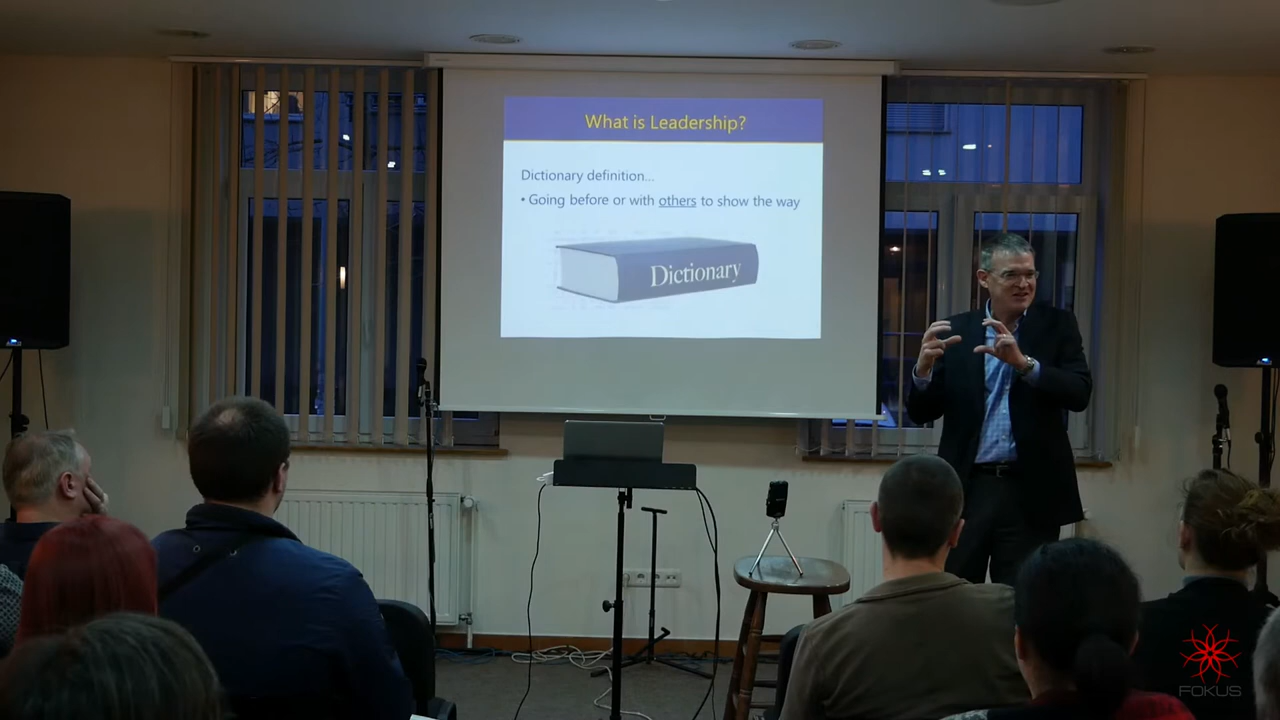 What is Leadership?
Dictionary definition...
• Going before or with others to show the way
Dictionary
FOKUS